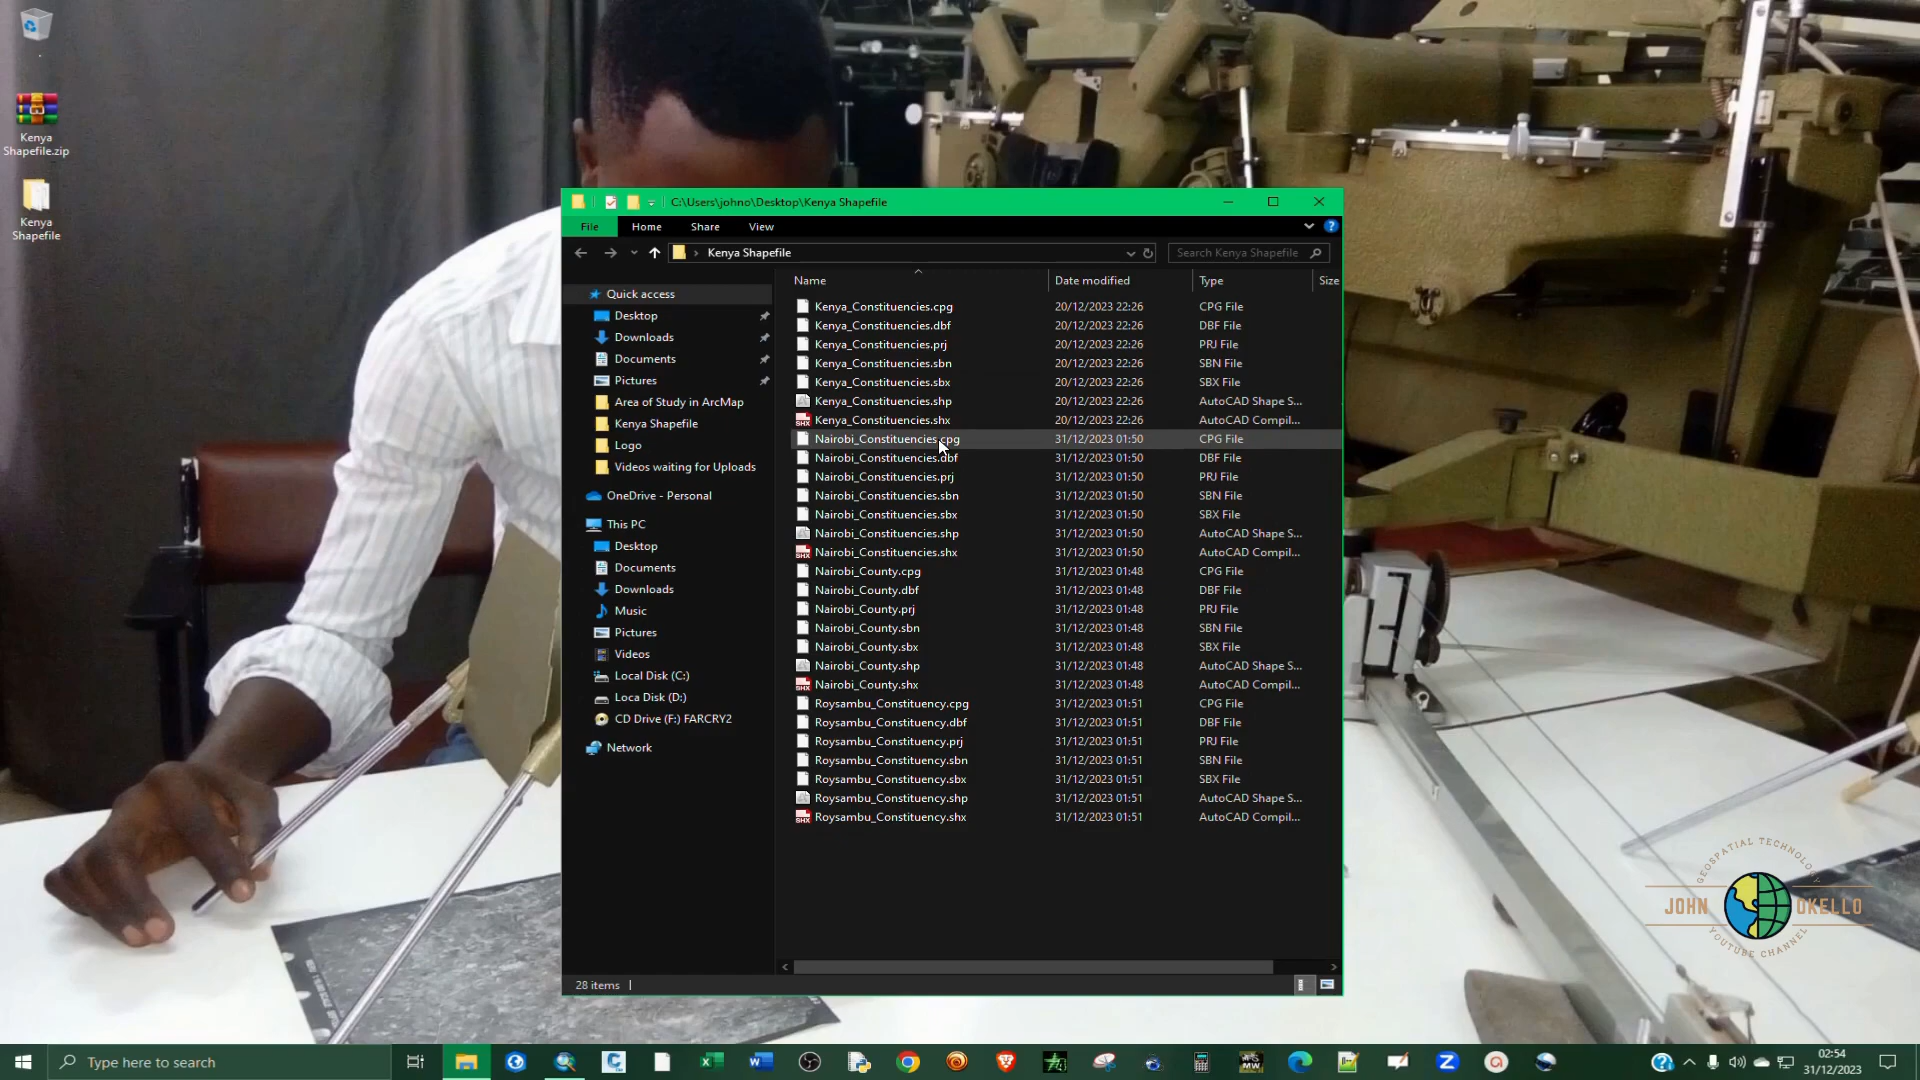 Kenya
Shapefile.zip
Kenya
Shapefile
C:\Users\johno\Desktop\Kenya Shapefile
File Home Share View
Kenya Shapefile
Search Kenya Shapefile
Quick access
Desktop
Downloads
Documents
Pictures
Area of Study in ArcMap
Kenya Shapefile
Logo
Videos waiting for Uploads
OneDrive - Personal
This PC
Desktop
Documents
Downloads
Music
Pictures
Videos
Local Disk (C:)
Loca Disk (D:)
CD Drive (F:) FARCRY2
Network
Name Date modified Type Size
Kenya_Constituencies.cpg 20/12/2023 22:26 CPG File
Kenya_Constituencies.dbf 20/12/2023 22:26 DBF File
Kenya_Constituencies.prj 20/12/2023 22:26 PRJ File
Kenya_Constituencies.sbn 20/12/2023 22:26 SBN File
Kenya_Constituencies.sbx 20/12/2023 22:26 SBX File
Kenya_Constituencies.shp 20/12/2023 22:26 AutoCAD Shape S...
Kenya_Constituencies.shx 20/12/2023 22:26 AutoCAD Compil...
Nairobi_Constituencies.cpg 31/12/2023 01:50 CPG File
Nairobi_Constituencies.dbf 31/12/2023 01:50 DBF File
Nairobi_Constituencies.prj 31/12/2023 01:50 PRJ File
Nairobi_Constituencies.sbn 31/12/2023 01:50 SBN File
Nairobi_Constituencies.sbx 31/12/2023 01:50 SBX File
Nairobi_Constituencies.shp 31/12/2023 01:50 AutoCAD Shape S...
Nairobi_Constituencies.shx 31/12/2023 01:50 AutoCAD Compil...
Nairobi_County.cpg 31/12/2023 01:48 CPG File
Nairobi_County.dbf 31/12/2023 01:48 DBF File
Nairobi_County.prj 31/12/2023 01:48 PRJ File
Nairobi_County.sbn 31/12/2023 01:48 SBN File
Nairobi_County.sbx 31/12/2023 01:48 SBX File
Nairobi_County.shp 31/12/2023 01:48 AutoCAD Shape S...
Nairobi_County.shx 31/12/2023 01:48 AutoCAD Compil...
Roysambu_Constituency.cpg 31/12/2023 01:51 CPG File
Roysambu_Constituency.dbf 31/12/2023 01:51 DBF File
Roysambu_Constituency.prj 31/12/2023 01:51 PRJ File
Roysambu_Constituency.sbn 31/12/2023 01:51 SBN File
Roysambu_Constituency.sbx 31/12/2023 01:51 SBX File
Roysambu_Constituency.shp 31/12/2023 01:51 AutoCAD Shape S...
Roysambu_Constituency.shx 31/12/2023 01:51 AutoCAD Compil...
28 items
GEOSPATIAL TECHNOLOGY
JOHN OKELLO
YOUTUBE CHANNEL
Type here to search
02:54
31/12/2023